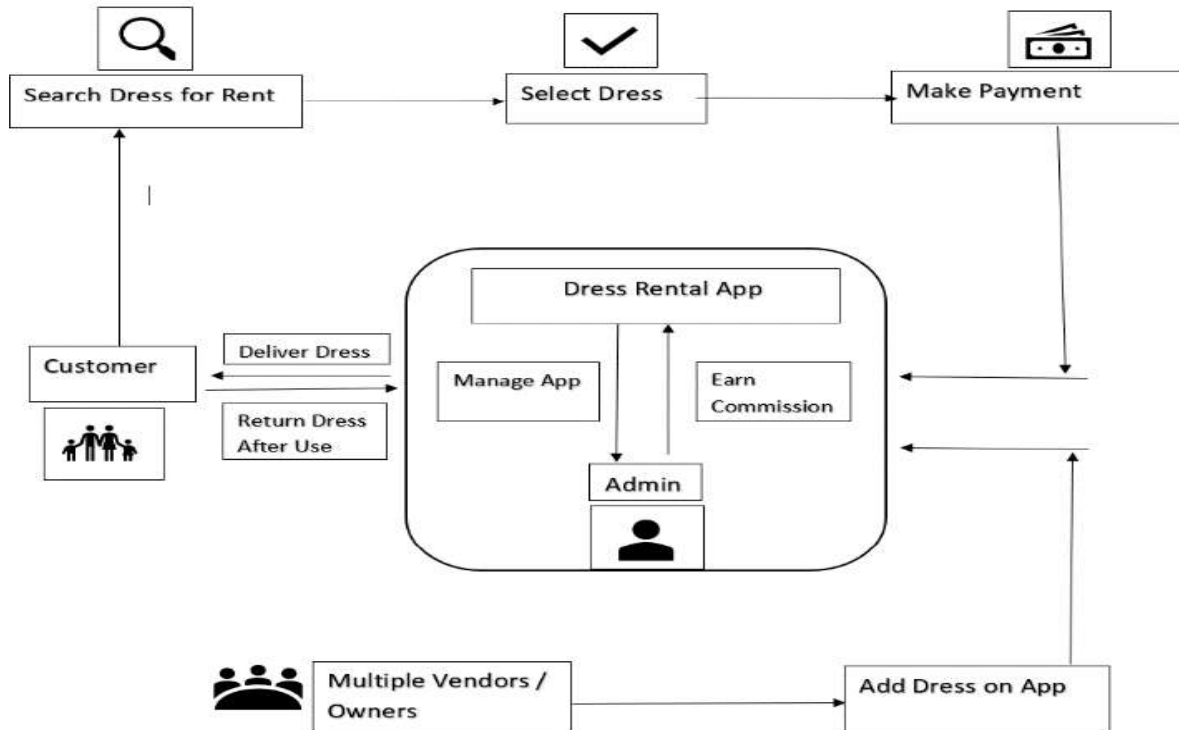 Search Dress for Rent
Select Dress
Make Payment
Dress Rental App
Deliver Dress
Customer
Manage App
Earn
Commission
Return Dress
After Use
Admin
Multiple Vendors /
Owners
Add Dress on App